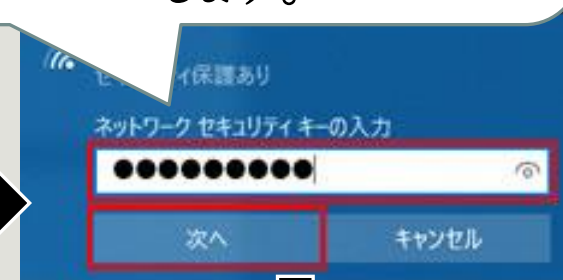 します。
セキュリティ保護あり
ネットワーク セキュリティ キーの入力
●●●●●●●●●
次へ
キャンセル